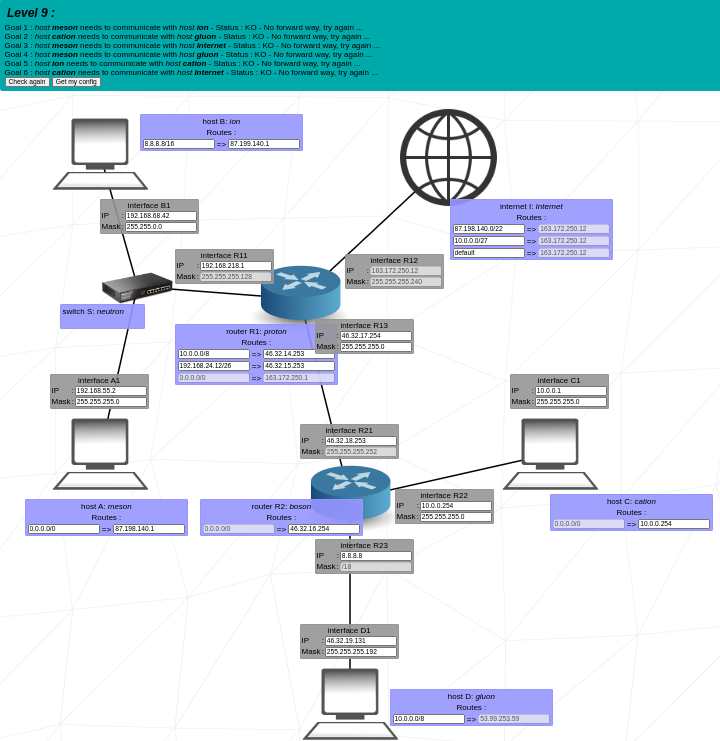 Level 9 :
Goal 1 : host meson needs to communicate with host ion - Status : KO - No forward way, try again ...
Goal 2 : host cation needs to communicate with host gluon - Status : KO - No forward way, try again ...
Goal 3 : host meson needs to communicate with host Internet - Status : KO - No forward way, try again ...
Goal 4 : host meson needs to communicate with host gluon - Status : KO - No forward way, try again ...
Goal 5 : host ion needs to communicate with host cation - Status : KO - No forward way, try again ...
Goal 6 : host cation needs to communicate with host Internet - Status : KO - No forward way, try again ...
Check again Get my config
host B: ion
Routes :
8.8.8.8/16 => 87.199.140.1
interface B1
IP : 192.168.68.42
Mask : 255.255.0.0
internet I: Internet
Routes :
87.198.140.0/22 => 163.172.250.12
10.0.0.0/27 => 163.172.250.12
default => 163.172.250.12
interface R11
IP : 192.168.218.1
Mask : 255.255.255.128
interface R12
IP : 163.172.250.12
Mask : 255.255.255.240
switch S: neutron
interface R13
IP : 46.32.17.254
Mask : 255.255.255.0
router R1: proton
Routes :
10.0.0.0/8 => 46.32.14.253
192.168.24.12/26 => 46.32.15.253
0.0.0.0/0 => 163.172.250.1
interface A1
IP : 192.168.55.2
Mask : 255.255.255.0
interface C1
IP : 10.0.0.1
Mask : 255.255.255.0
interface R21
IP : 46.32.18.253
Mask : 255.255.255.252
interface R22
IP : 10.0.0.254
Mask : 255.255.255.0
host A: meson
Routes :
0.0.0.0/0 => 87.198.140.1
router R2: boson
Routes :
0.0.0.0/0 => 46.32.16.254
host C: cation
Routes :
0.0.0.0/0 => 10.0.0.254
interface R23
IP : 8.8.8.8
Mask : /18
interface D1
IP : 46.32.19.131
Mask : 255.255.255.192
host D: gluon
Routes :
10.0.0.0/8 => 53.99.253.59